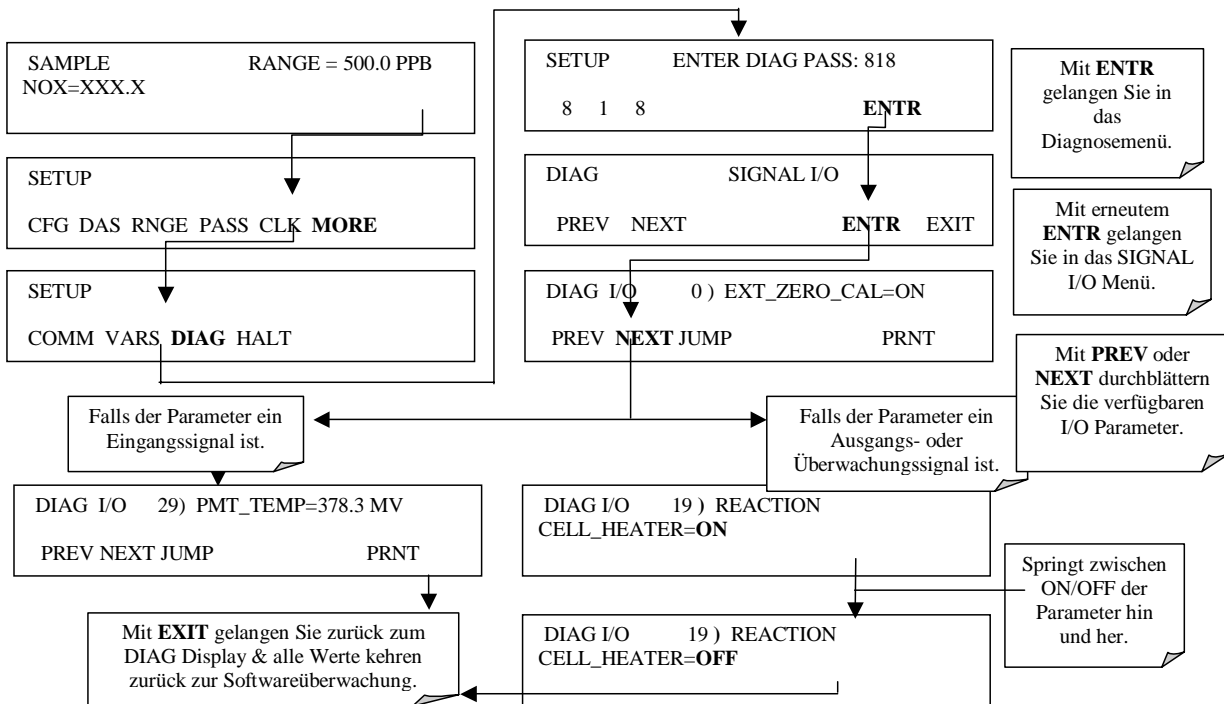 SAMPLE RANGE = 500.0 PPB
NOX=XXX.X
SETUP
CFG DAS RNGE PASS CLK MORE
SETUP
COMM VARS DIAG HALT
SETUP ENTER DIAG PASS: 818
8 1 8 ENTR
DIAG SIGNAL I/O
PREV NEXT ENTR EXIT
DIAG I/O 0 ) EXT_ZERO_CAL=ON
PREV NEXT JUMP PRNT
Mit ENTR
gelangen Sie in
das
Diagnosemenü.
Mit erneutem
ENTR gelangen
Sie in das SIGNAL
I/O Menü.
Mit PREV oder
NEXT durchblättern
Sie die verfügbaren
I/O Parameter.
Falls der Parameter ein
Eingangssignal ist.
Falls der Parameter ein
Ausgangs- oder
Überwachungssignal ist.
DIAG I/O 29) PMT_TEMP=378.3 MV
PREV NEXT JUMP PRNT
DIAG I/O 19 ) REACTION
CELL_HEATER=ON
Springt zwischen
ON/OFF der
Parameter hin
und her.
Mit EXIT gelangen Sie zurück zum
DIAG Display & alle Werte kehren
zurück zur Softwareüberwachung.
DIAG I/O 19 ) REACTION
CELL_HEATER=OFF